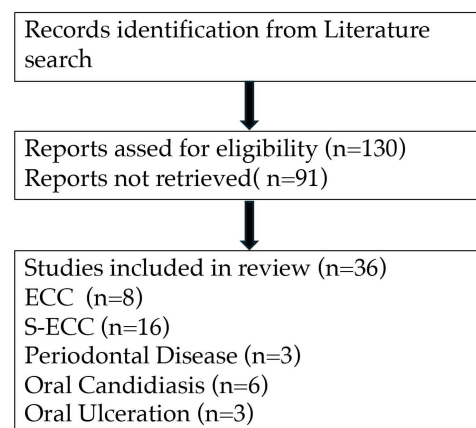 Records identification from Literature
search
Reports assed for eligibility (n=130)
Reports not retrieved( n=91)
Studies included in review (n=36)
ECC (n=8)
S-ECC (n=16)
Periodontal Disease (n=3)
Oral Candidiasis (n=6)
Oral Ulceration (n=3)